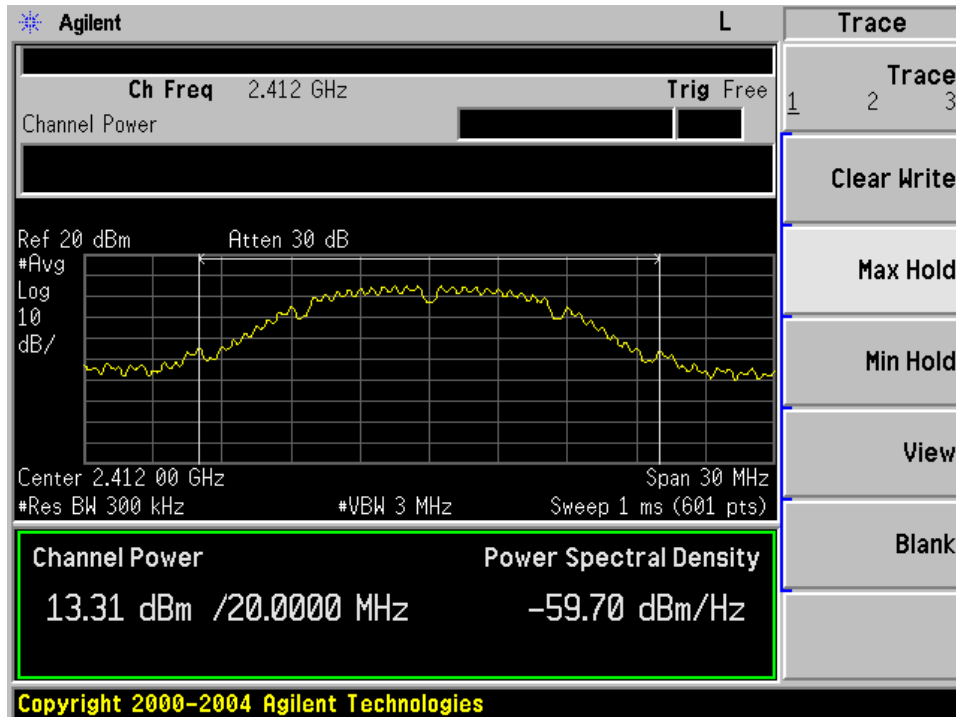 Agilent L Trace
Ch Freq 2.412 GHz Trig Free
Channel Power
Trace
1 2 3
Clear Write
Max Hold
Min Hold
View
Blank
Ref 20 dBm Atten 30 dB
#Avg
Log
10
dB/
Center 2.412 00 GHz Span 30 MHz
#Res BW 300 kHz #VBW 3 MHz Sweep 1 ms (601 pts)
Channel Power Power Spectral Density
13.31 dBm /20.0000 MHz -59.70 dBm/Hz
Copyright 2000-2004 Agilent Technologies